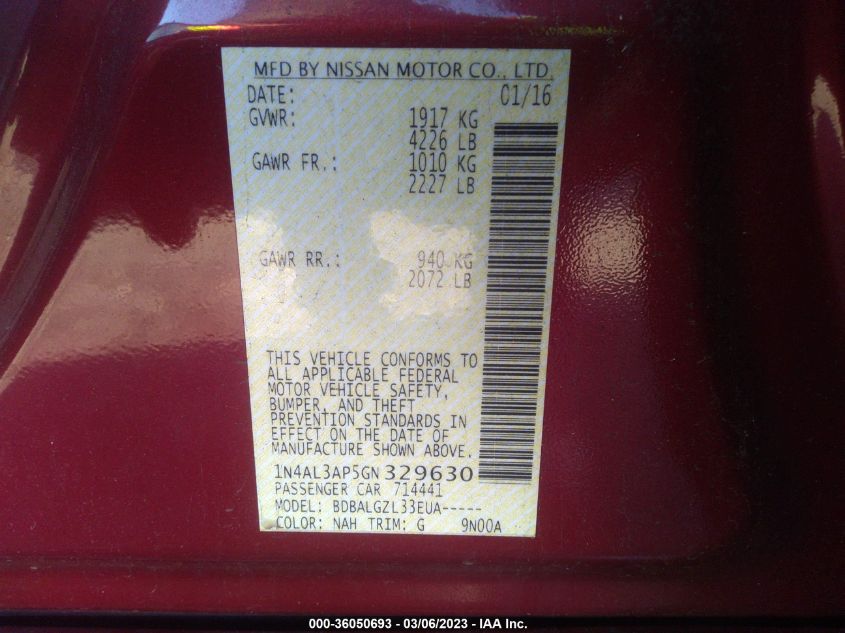 MFD BY NISSAN MOTOR CO., LTD.
DATE: 01/16
GVWR: 1917 KG
4226 LB
GAWR FR.: 1010 KG
2227 LB
GAWR RR.: 940 KG
2072 LB
THIS VEHICLE CONFORMS TO
ALL APPLICABLE FEDERAL
MOTOR VEHICLE SAFETY,
BUMPER, AND THEFT
PREVENTION STANDARDS IN
EFFECT ON THE DATE OF
MANUFACTURE SHOWN ABOVE.
1N4AL3AP5GN329630
PASSENGER CAR 714441
MODEL: BDBALGZL33EUA-----
COLOR: NAH TRIM: G 9N00A
000-36050693 - 03/06/2023 - IAA Inc.